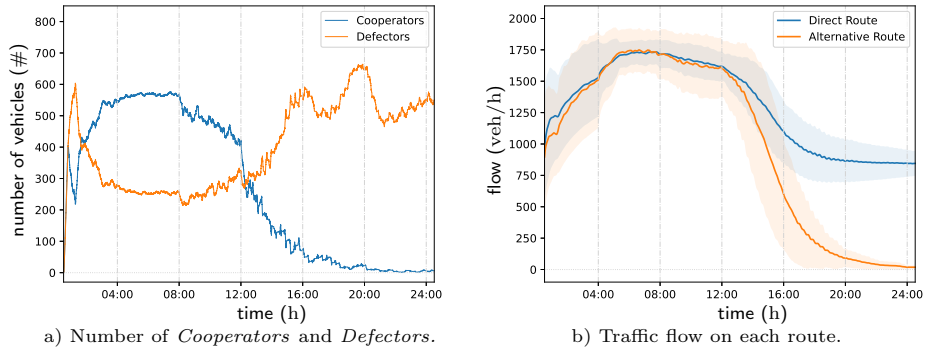 800
700
600
500
400
300
200
100
0
number of vehicles (#)
Cooperators
Defectors
04:00 08:00 12:00 16:00 20:00 24:00
time (h)
a) Number of Cooperators and Defectors.
2000
1750
1500
1250
1000
750
500
250
0
flow (veh/h)
Direct Route
Alternative Route
04:00 08:00 12:00 16:00 20:00 24:00
time (h)
b) Traffic flow on each route.